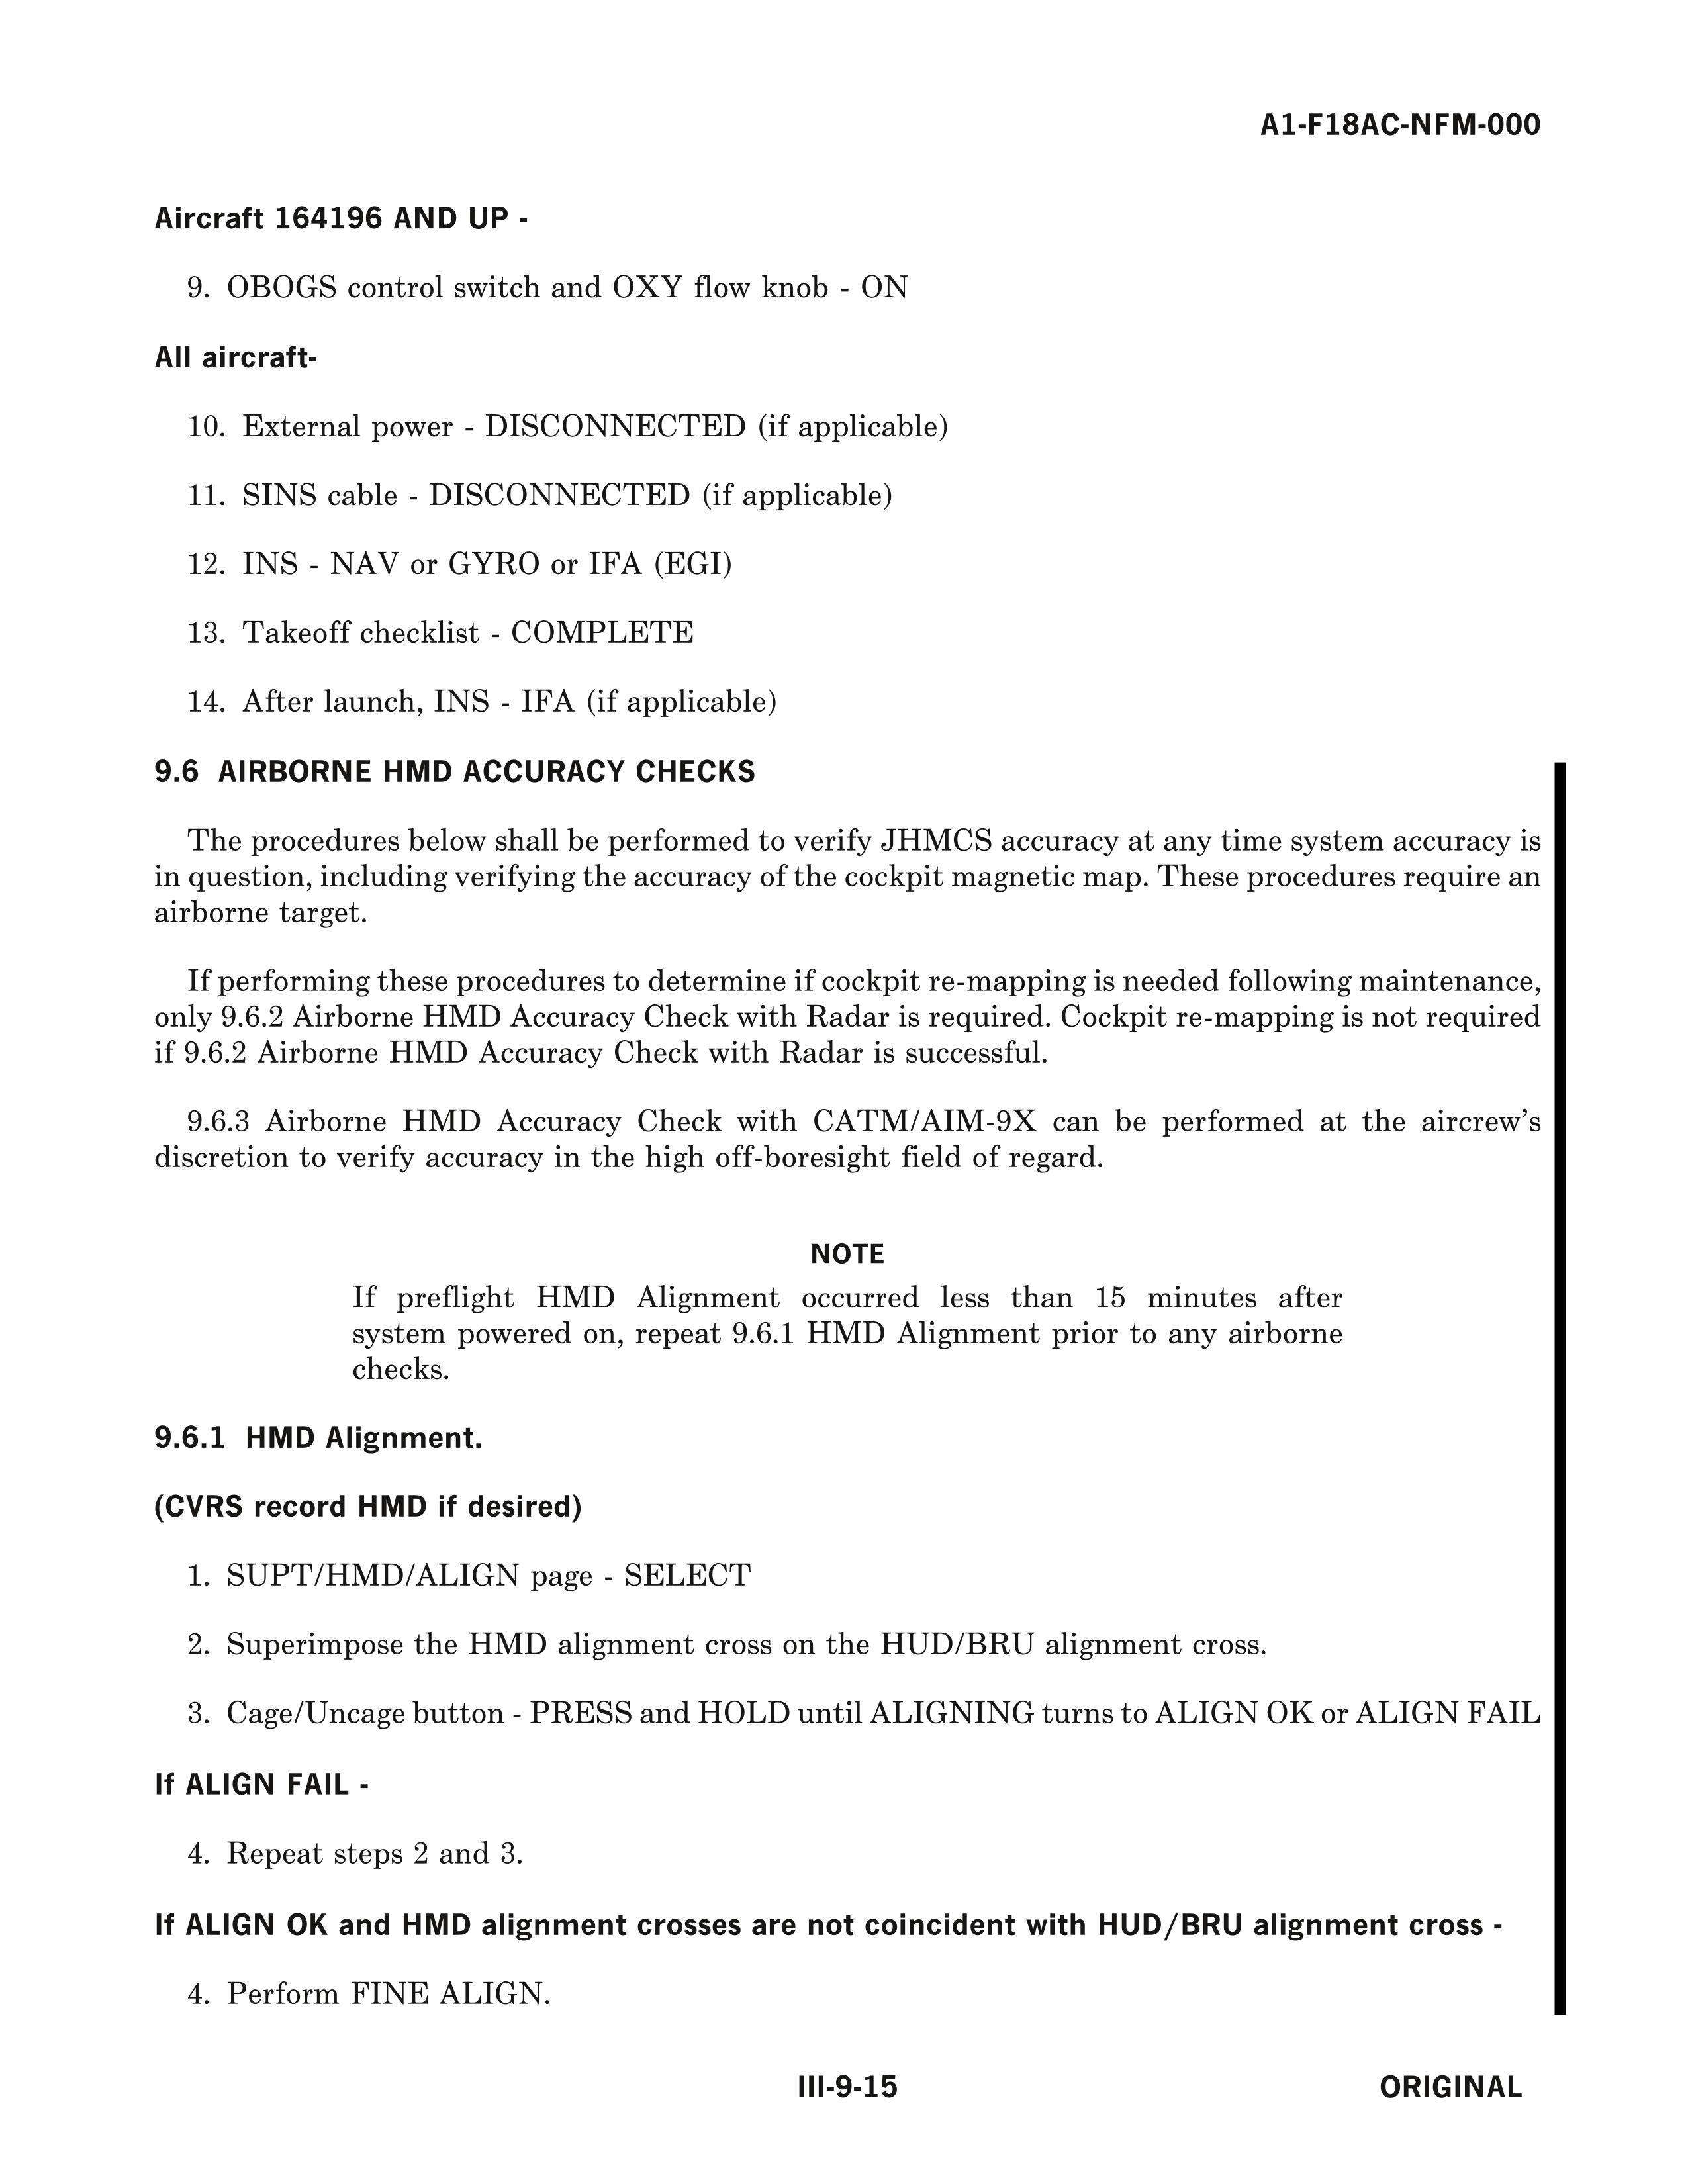 A1-F18AC-NFM-000
Aircraft 164196 AND UP -
9. OBOGS control switch and OXY flow knob - ON
All aircraft-
10. External power - DISCONNECTED (if applicable)
11. SINS cable - DISCONNECTED (if applicable)
12. INS - NAV or GYRO or IFA (EGI)
13. Takeoff checklist - COMPLETE
14. After launch, INS - IFA (if applicable)
9.6 AIRBORNE HMD ACCURACY CHECKS
The procedures below shall be performed to verify JHMCS accuracy at any time system accuracy is
in question, including verifying the accuracy of the cockpit magnetic map. These procedures require an
airborne target.
If performing these procedures to determine if cockpit re-mapping is needed following maintenance,
only 9.6.2 Airborne HMD Accuracy Check with Radar is required. Cockpit re-mapping is not required
if 9.6.2 Airborne HMD Accuracy Check with Radar is successful.
9.6.3 Airborne HMD Accuracy Check with CATM/AIM-9X can be performed at the aircrew's
discretion to verify accuracy in the high off-boresight field of regard.
NOTE
If preflight HMD Alignment occurred less than 15 minutes after
system powered on, repeat 9.6.1 HMD Alignment prior to any airborne
checks.
9.6.1 HMD Alignment.
(CVRS record HMD if desired)
1. SUPT/HMD/ALIGN page - SELECT
2. Superimpose the HMD alignment cross on the HUD/BRU alignment cross.
3. Cage/Uncage button - PRESS and HOLD until ALIGNING turns to ALIGN OK or ALIGN FAIL
If ALIGN FAIL -
4. Repeat steps 2 and 3.
If ALIGN OK and HMD alignment crosses are not coincident with HUD/BRU alignment cross -
4. Perform FINE ALIGN.
III-9-15
ORIGINAL